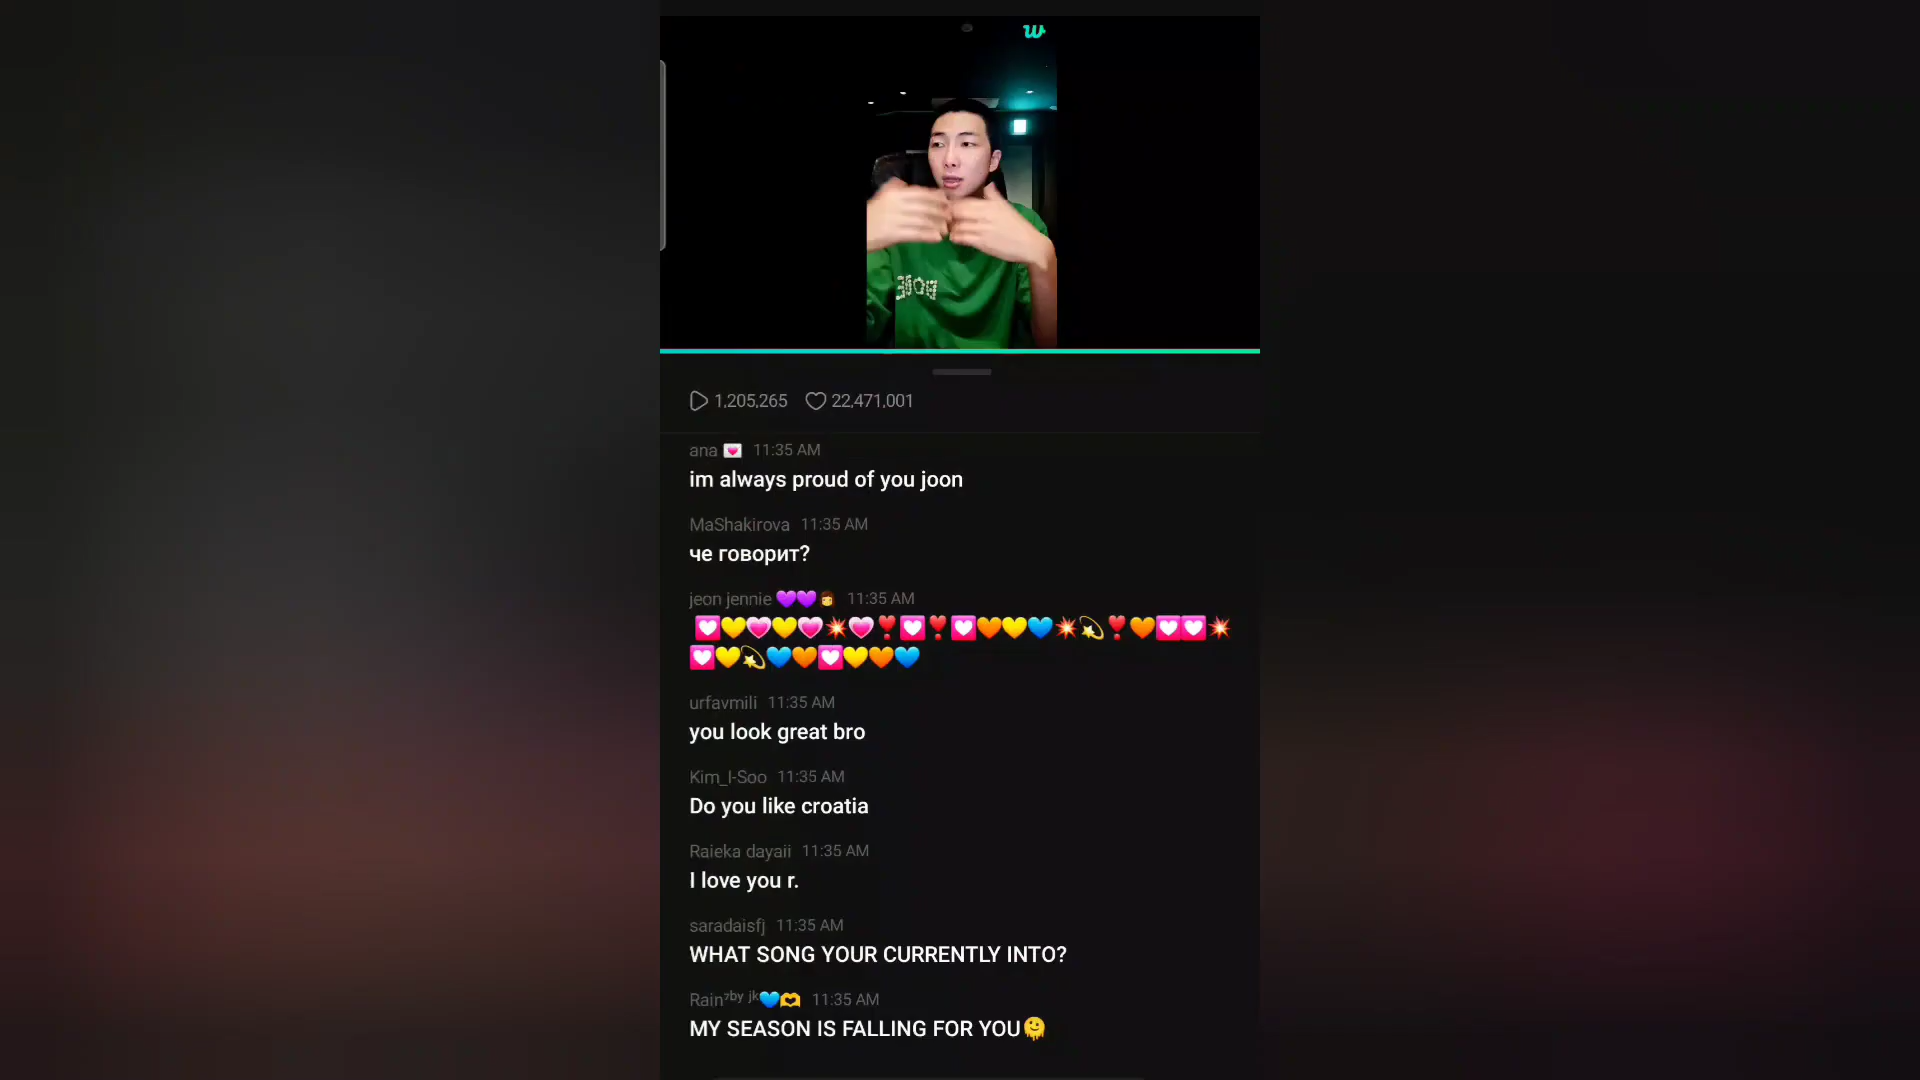 w
1,205,265 22,471,001
ana 💌 11:35 AM
im always proud of you joon
MaShakirova 11:35 AM
че говорит?
jeon jennie 💜💜👩 11:35 AM
💟💛💗💛💗💥💗❣️💟❣️💟🧡💛💙💥💫❣️🧡💟💟💥
💟💛💫💙🧡💟💛🧡💙
urfavmili 11:35 AM
you look great bro
Kim_I-Soo 11:35 AM
Do you like croatia
Raieka dayaii 11:35 AM
I love you r.
saradaisfj 11:35 AM
WHAT SONG YOUR CURRENTLY INTO?
Rain⁷ᵇʸ ʲᵏ💙🫶 11:35 AM
MY SEASON IS FALLING FOR YOU🫠